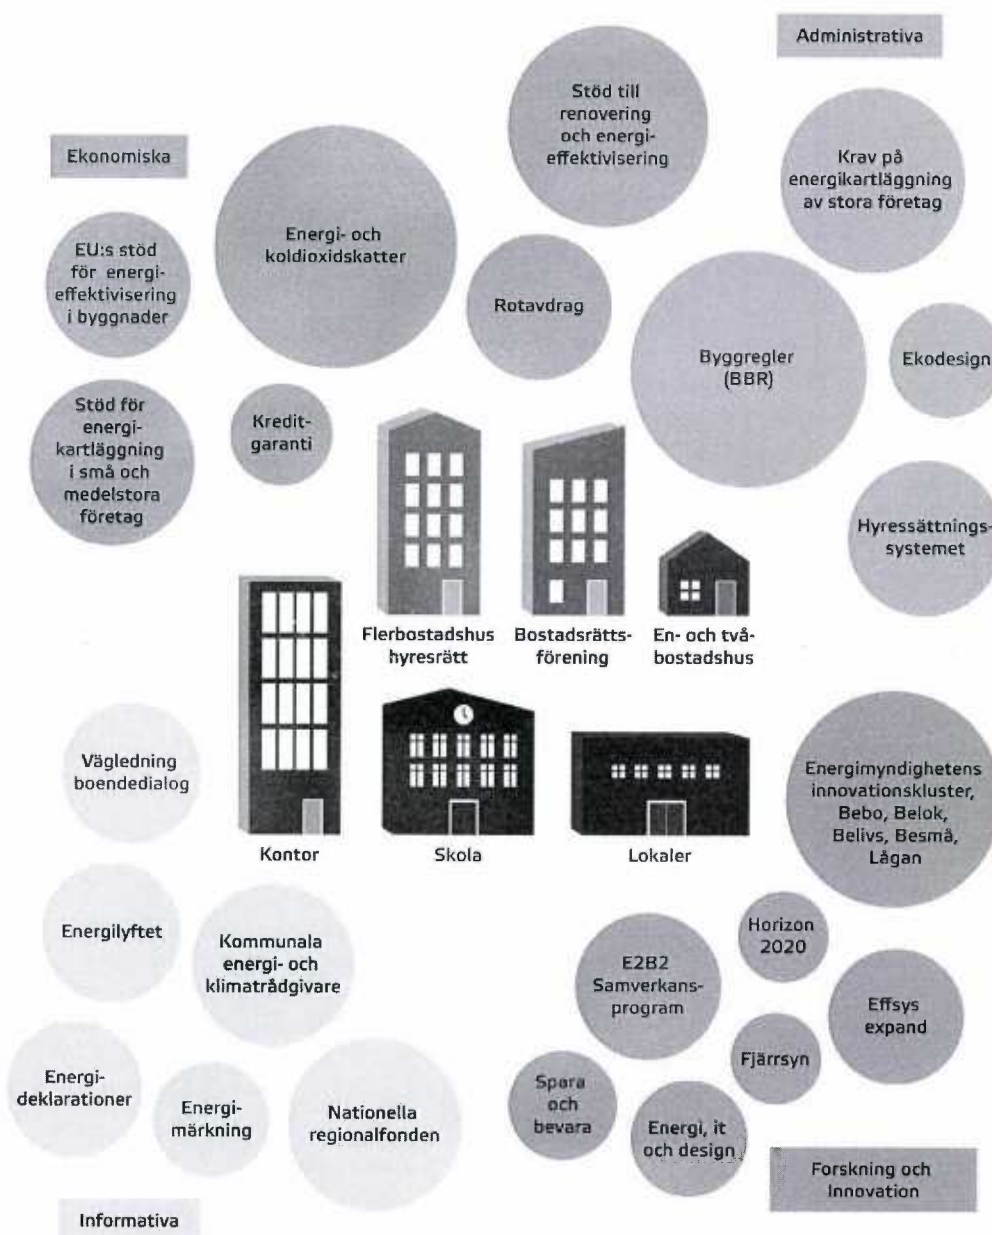 Administrativa
Stöd till
renovering
och energi-
effektivisering
Ekonomiska
Krav på
energikartläggning
av stora företag
Energi- och
koldioxidskatter
EU:s stöd
för energi-
effektivisering
i byggnader
Rotavdrag
Byggregler
(BBR)
Ekodesign
Stöd för
energi-
kartläggning
i små och
medelstora
företag
Kredit-
garanti
Hyressättnings-
systemet
Flerbostadshus
hyresrätt
Bostadsrätts-
förening
En- och två-
bostadshus
Vägledning
boendedialog
Energimyndighetens
innovationskluster,
Bebo, Belok,
Belivs, Besmå,
Lågan
Kontor
Skola
Lokaler
Energilyftet
Kommunala
energi- och
klimatrådgivare
Horizon
2020
E2B2
Samverkans-
program
Effsys
expand
Fjärrsyn
Energi-
deklarationer
Energi-
märkning
Nationella
regionalfonden
Spara
och
bevara
Energi, it
och design
Forskning och
Innovation
Informativa